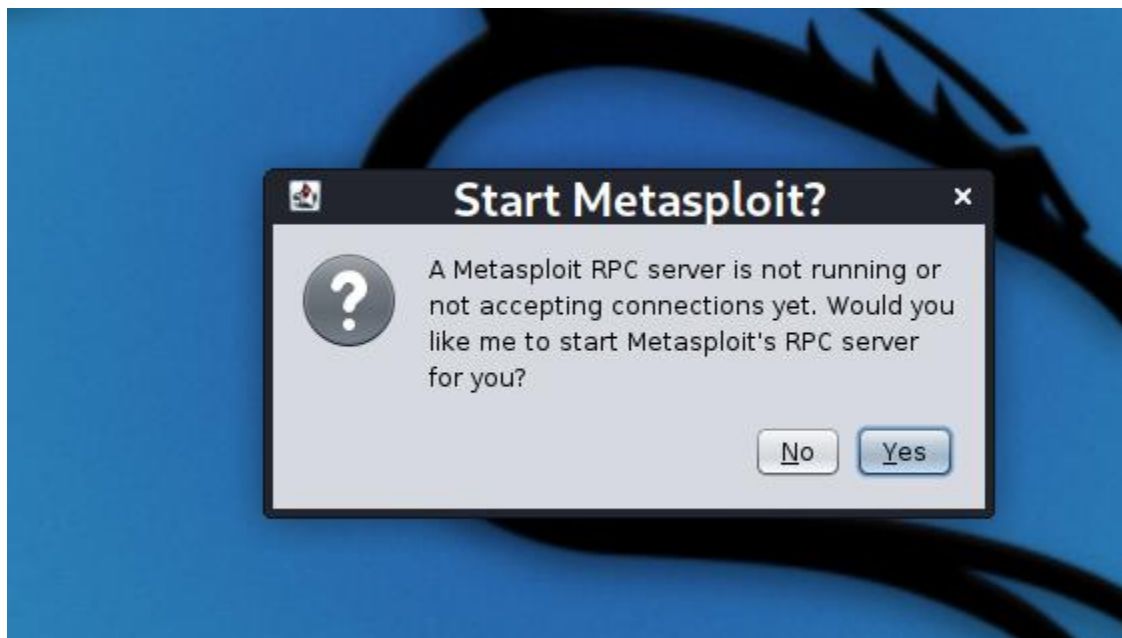 Start Metasploit?
A Metasploit RPC server is not running or
not accepting connections yet. Would you
like me to start Metasploit's RPC server
for you?
No
Yes